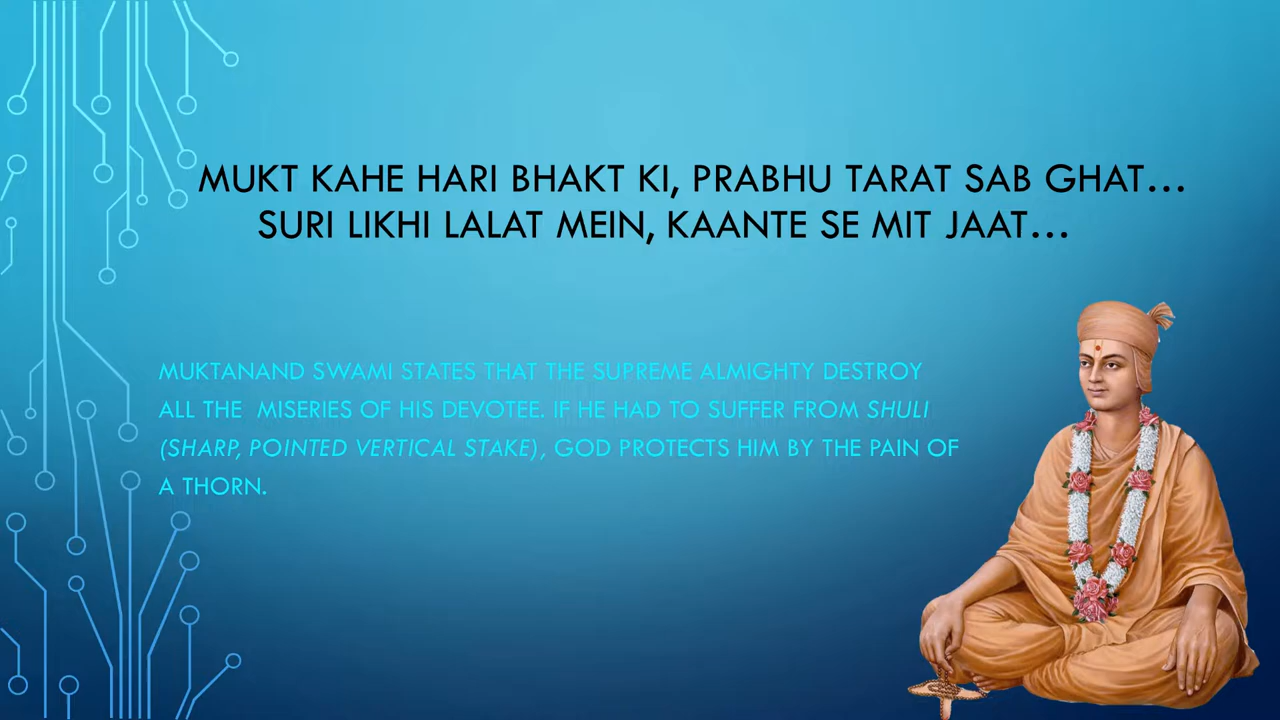 MUKT KAHE HARI BHAKT KI, PRABHU TARAT SAB GHAT...
SURI LIKHI LALAT MEIN, KAANTE SE MIT JAAT...
MUKTANAND SWAMI STATES THAT THE SUPREME ALMIGHTY DESTROY
ALL THE MISERIES OF HIS DEVOTEE. IF HE HAD TO SUFFER FROM SHULI
(SHARP, POINTED VERTICAL STAKE), GOD PROTECTS HIM BY THE PAIN OF
A THORN.